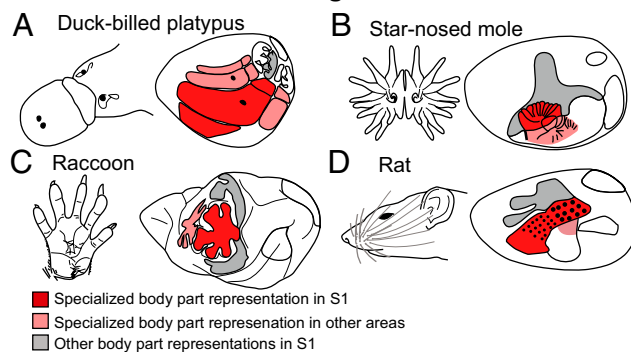 A Duck-billed platypus
B Star-nosed mole
C Raccoon
D Rat
Specialized body part representation in S1
Specialized body part represenation in other areas
Other body part representations in S1